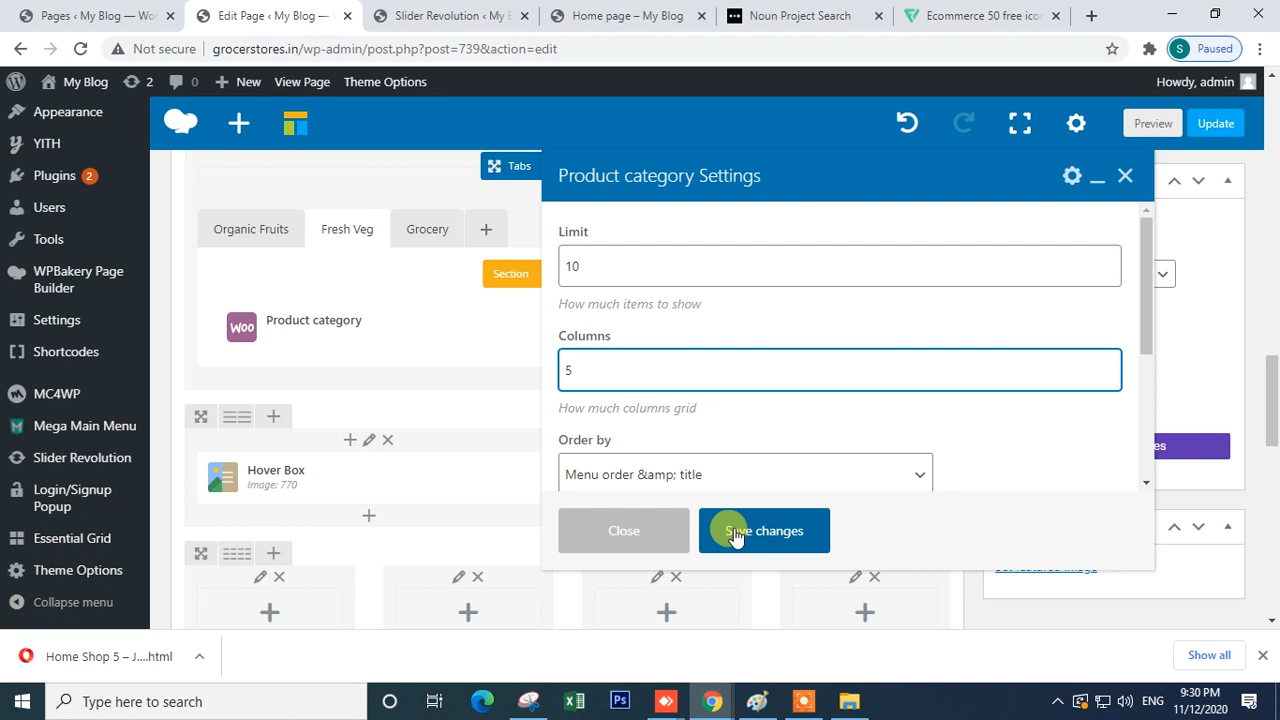 Pages ‹ My Blog — Wor
Edit Page ‹ My Blog —
Slider Revolution ‹ My B
Home page – My Blog
Noun Project Search
Ecommerce 50 free ico
Not secure
grocerstores.in/wp-admin/post.php?post=739&action=edit
S Paused
My Blog 2 0 New View Page Theme Options
Howdy, admin
Appearance
YITH
Plugins 2
Users
Tools
WPBakery Page
Builder
Settings
Shortcodes
MC4WP
Mega Main Menu
Slider Revolution
Login/Signup
Popup
Essential Grid
Theme Options
Collapse menu
Preview
Update
Tabs
Organic Fruits
Fresh Veg
Grocery
Section
WOO
Product category
Hover Box
Image: 770
Product category Settings
Limit
10
How much items to show
Columns
5
How much columns grid
Order by
Menu order &amp; title
Close
Save changes
Home Shop 5 – J....html
Show all
Type here to search
Ps
ENG
9:30 PM
11/12/2020